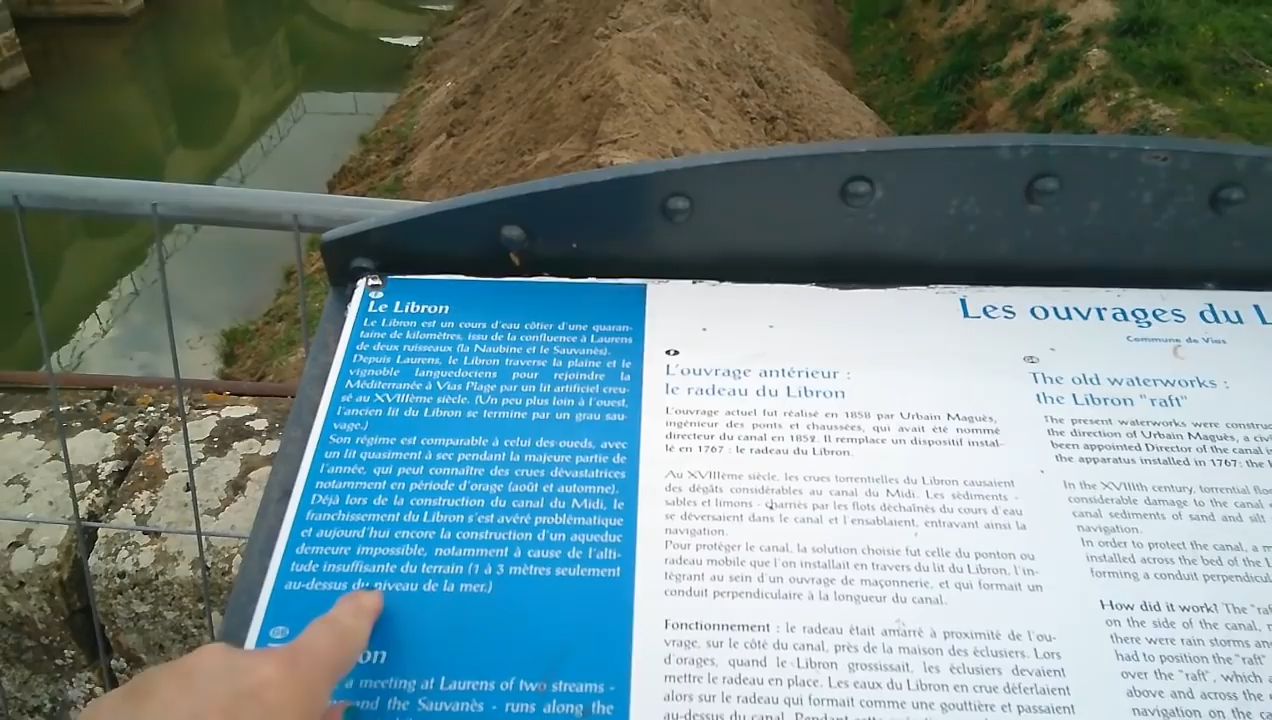 Le Libron
Le Libron est un cours d'eau côtier d'une quaran-
taine de kilomètres, issu de la confluence à Laurens
de deux ruisseaux (la Naubine et le Sauvanès).
Depuis Laurens, le Libron traverse la plaine et le
vignoble languedociens pour rejoindre la
Méditerranée à Vias Plage par un lit artificiel creu-
sé au XVIIIème siècle. (Un peu plus loin à l'ouest,
l'ancien lit du Libron se termine par un grau sau-
vage.)
Son régime est comparable à celui des oueds, avec
un lit quasiment à sec pendant la majeure partie de
l'année, qui peut connaître des crues dévastatrices
notamment en période d'orage (août et automne).
Déjà lors de la construction du canal du Midi, le
franchissement du Libron s'est avéré problématique
et aujourd'hui encore la construction d'un aqueduc
demeure impossible, notamment à cause de l'alti-
tude insuffisante du terrain (1 à 3 mètres seulement
au-dessus du niveau de la mer.)
GB
on
a meeting at Laurens of two streams -
and the Sauvanès - runs along the
Les ouvrages du L
Commune de Vias
L'ouvrage antérieur :
le radeau du Libron
L'ouvrage actuel fut réalisé en 1858 par Urbain Maguès,
ingénieur des ponts et chaussées, qui avait été nommé
directeur du canal en 1852. Il remplace un dispositif instal-
lé en 1767 : le radeau du Libron.
Au XVIIIème siècle, les crues torrentielles du Libron causaient
des dégâts considérables au canal du Midi. Les sédiments -
sables et limons - charriés par les flots déchaînés du cours d'eau
se déversaient dans le canal et l'ensablaient, entravant ainsi la
navigation.
Pour protéger le canal, la solution choisie fut celle du ponton ou
radeau mobile que l'on installait en travers du lit du Libron, l'in-
tégrant au sein d'un ouvrage de maçonnerie, et qui formait un
conduit perpendiculaire à la longueur du canal.
Fonctionnement : le radeau était amarré à proximité de l'ou-
vrage, sur le côté du canal, près de la maison des éclusiers. Lors
d'orages, quand le Libron grossissait, les éclusiers devaient
mettre le radeau en place. Les eaux du Libron en crue déferlaient
alors sur le radeau qui formait comme une gouttière et passaient
au-dessus du canal. Pendant cette
GB
The old waterworks :
the Libron "raft"
The present waterworks were construc
the direction of Urbain Maguès, a civi
been appointed Director of the canal i
the apparatus installed in 1767: the l
In the XVIIIth century, torrential flo
considerable damage to the canal
canal sediments of sand and silt
navigation.
In order to protect the canal, a m
installed across the bed of the L
forming a conduit perpendicul
How did it work? The "raf
on the side of the canal, n
there were rain storms an
had to position the "raft"
over the "raft", which a
above and across the
navigation on the ca